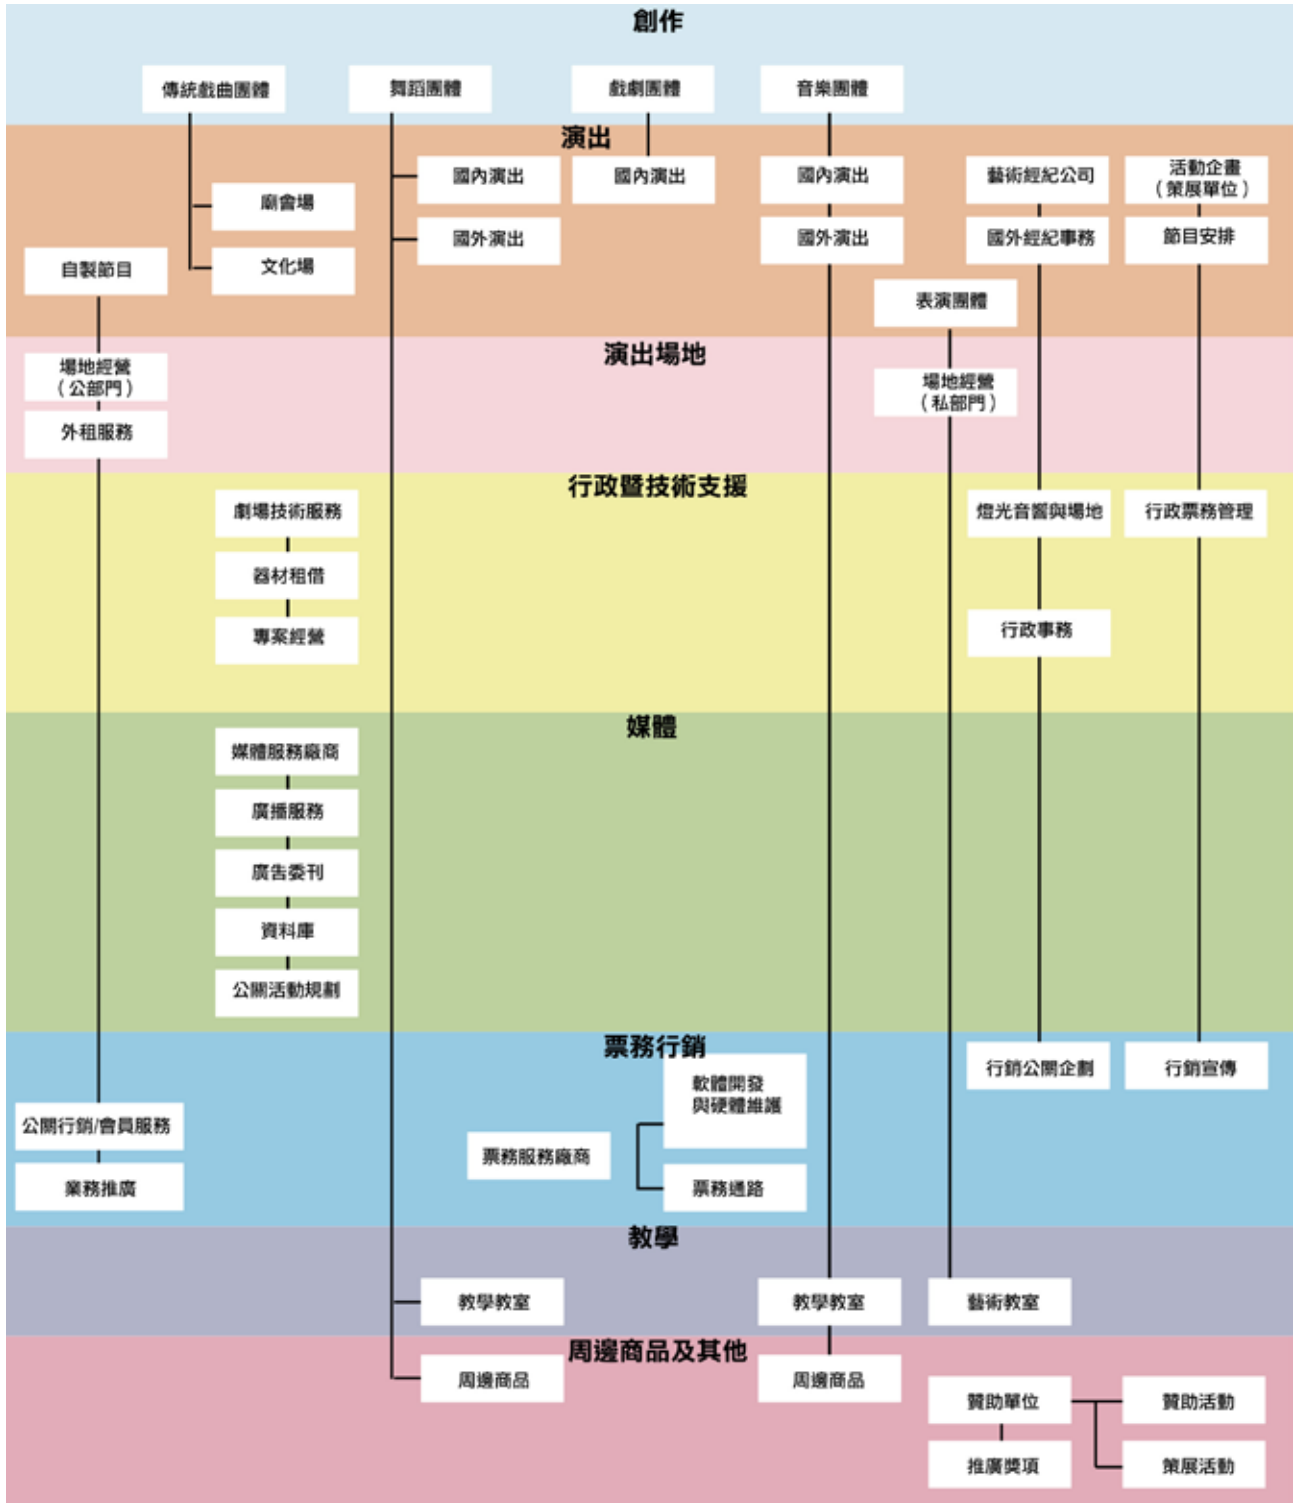 創作
傳統戲曲團體
舞蹈團體
戲劇團體
音樂團體
演出
國內演出
國內演出
國內演出
藝術經紀公司
活動企畫
（策展單位）
廟會場
國外演出
國外演出
國外經紀事務
節目安排
自製節目
文化場
表演團體
演出場地
場地經營
（公部門）
場地經營
（私部門）
外租服務
行政暨技術支援
劇場技術服務
燈光音響與場地
行政票務管理
器材租借
專案經營
行政事務
媒體
媒體服務廠商
廣播服務
廣告委刊
資料庫
公關活動規劃
票務行銷
行銷公關企劃
行銷宣傳
軟體開發
與硬體維護
公關行銷/會員服務
票務服務廠商
業務推廣
票務通路
教學
教學教室
教學教室
藝術教室
周邊商品及其他
周邊商品
周邊商品
贊助單位
贊助活動
推廣獎項
策展活動